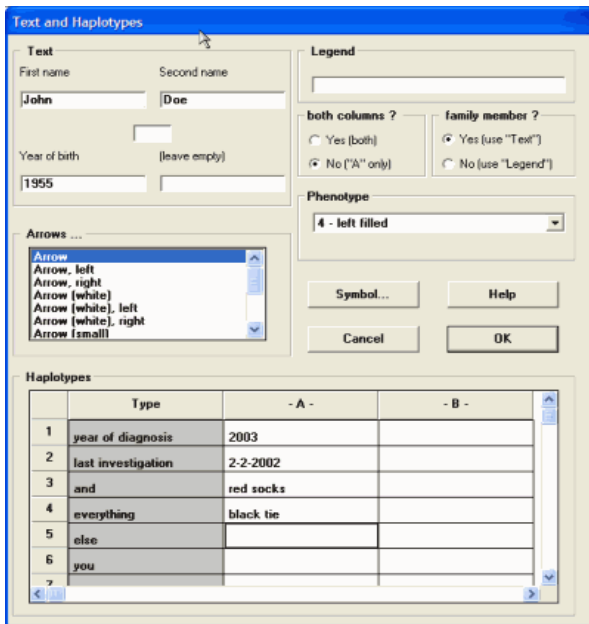 Text and Haplotypes
Text
First name
Second name
John
Doe
Year of birth
(leave empty)
1955
Legend
both columns ?
Yes (both)
No ("A" only)
family member ?
Yes (use "Text")
No (use "Legend")
Phenotype
4 - left filled
Arrows ...
Arrow
Arrow, left
Arrow, right
Arrow [white]
Arrow [white], left
Arrow [white], right
Arrow [small]
Symbol...
Help
Cancel
OK
Haplotypes
Type - A - - B -
1 year of diagnosis 2003
2 last investigation 2-2-2002
3 and red socks
4 everything black tie
5 else
6 you
7